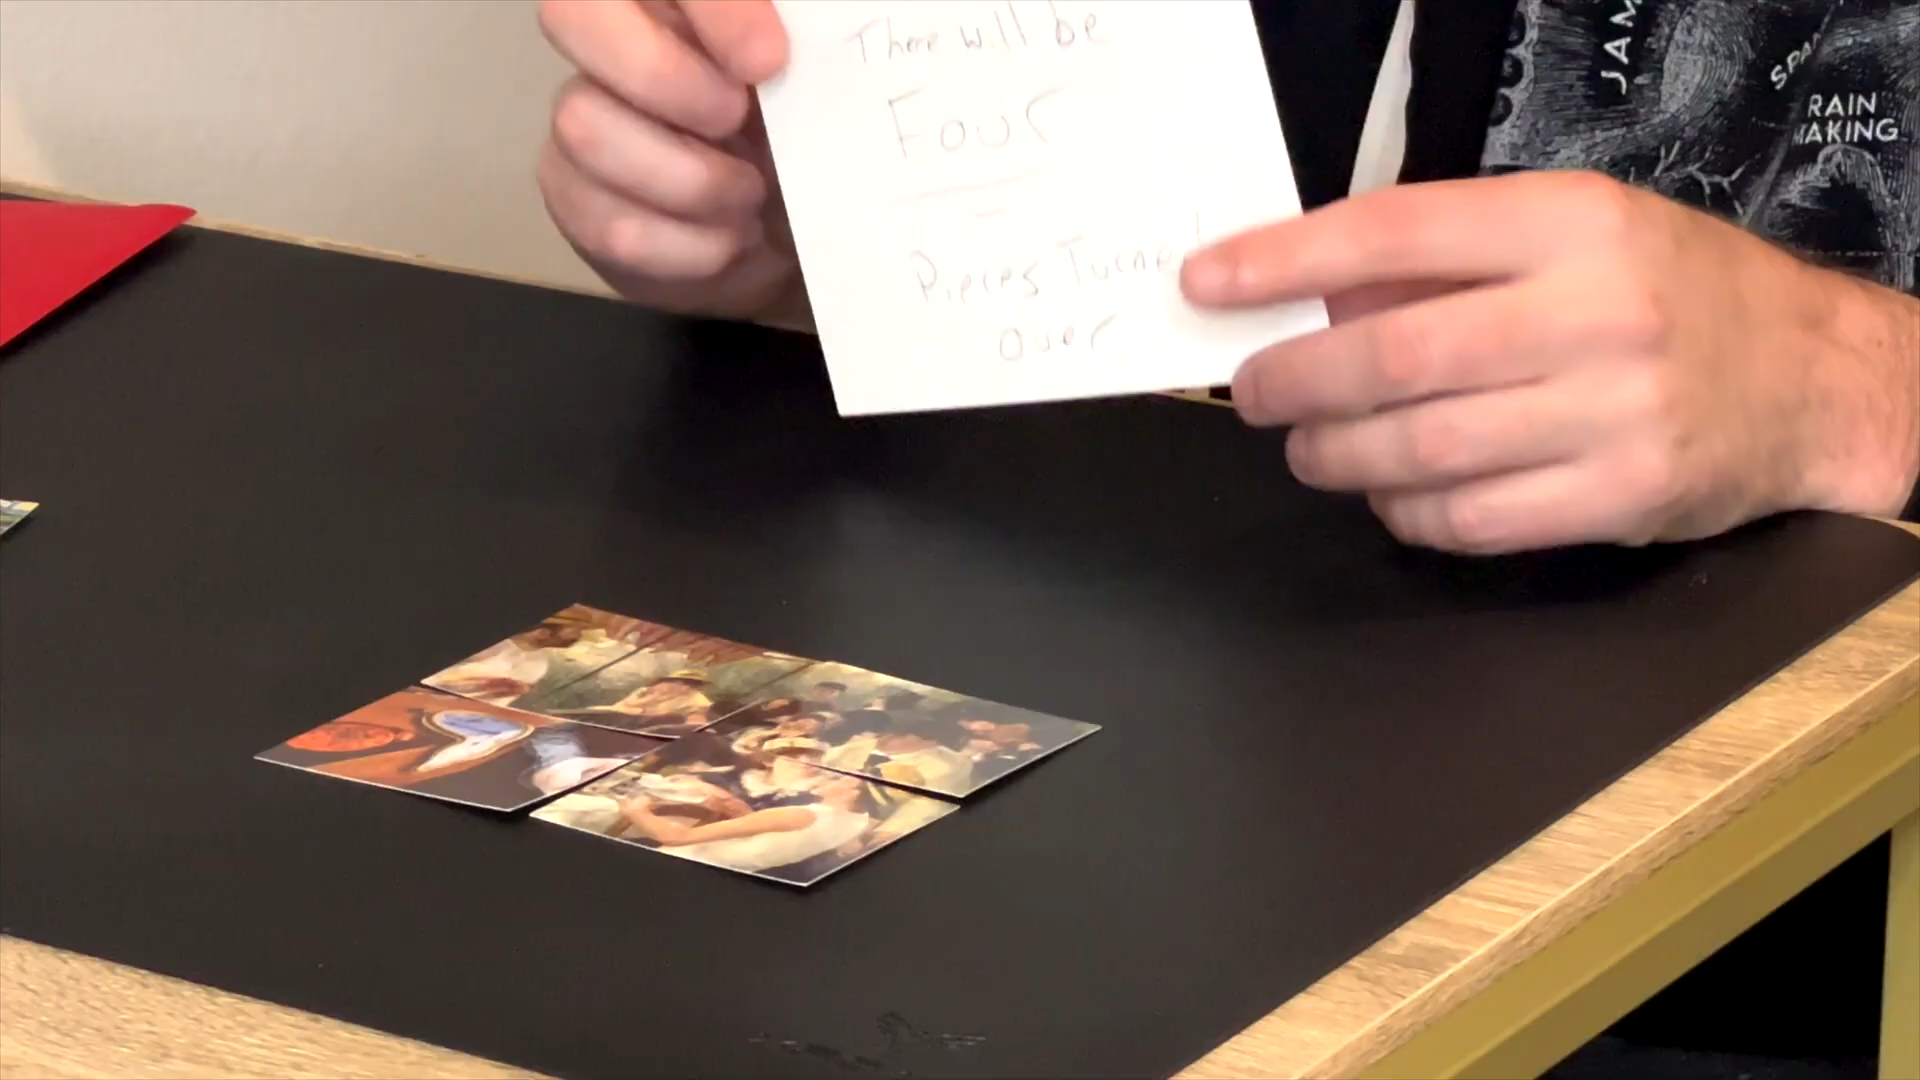 There will be
Four
Pieces Turned
Over
JAM
SPA
RAIN
MAKING